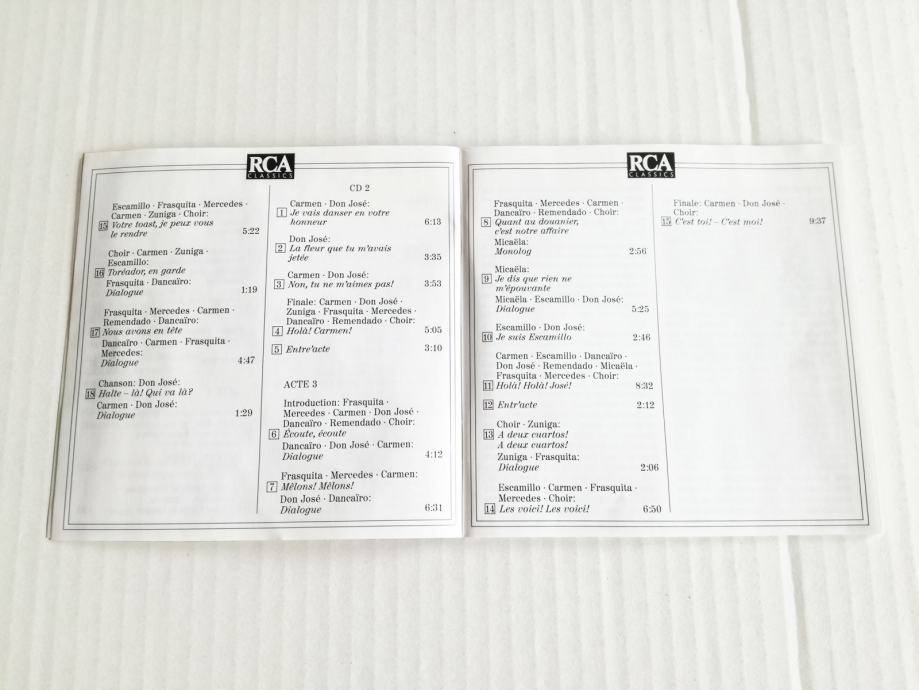 RCA
CLASSICS
Escamillo · Frasquita · Mercedes ·
Carmen · Zuniga · Choir:
15 Votre toast, je peux vous
le rendre 5:22
Choir · Carmen · Zuniga ·
Escamillo:
16 Toréador, en garde
Frasquita · Dancaïro:
Dialogue 1:19
Frasquita · Mercedes · Carmen ·
Remendado · Dancaïro:
17 Nous avons en tête
Dancaïro · Carmen · Frasquita ·
Mercedes:
Dialogue 4:47
Chanson: Don José:
18 Halte – là! Qui va là?
Carmen · Don José:
Dialogue 1:29
CD 2
Carmen · Don José:
1 Je vais danser en votre
honneur 6:13
Don José:
2 La fleur que tu m'avais
jetée 3:35
Carmen · Don José:
3 Non, tu ne m'aimes pas! 3:53
Finale: Carmen · Don José ·
Zuniga · Frasquita · Mercedes ·
Dancaïro · Remendado · Choir:
4 Holà! Carmen! 5:05
5 Entre'acte 3:10
ACTE 3
Introduction: Frasquita ·
Mercedes · Carmen · Don José ·
Dancaïro · Remendado · Choir:
6 Écoute, écoute
Dancaïro · Don José · Carmen:
Dialogue 4:12
Frasquita · Mercedes · Carmen:
7 Mêlons! Mêlons!
Don José · Dancaïro:
Dialogue 6:31
RCA
CLASSICS
Frasquita · Mercedes · Carmen ·
Dancaïro · Remendado · Choir:
8 Quant au douanier,
c'est notre affaire
Micaëla:
Monolog 2:56
Micaëla:
9 Je dis que rien ne
m'épouvante
Micaëla · Escamillo · Don José:
Dialogue 5:25
Escamillo · Don José:
10 Je suis Escamillo 2:46
Carmen · Escamillo · Dancaïro ·
Don José · Remendado · Micaëla ·
Frasquita · Mercedes · Choir:
11 Holà! Holà! José! 8:32
12 Entr'acte 2:12
Choir · Zuniga:
13 A deux cuartos!
A deux cuartos!
Zuniga · Frasquita:
Dialogue 2:06
Escamillo · Carmen · Frasquita ·
Mercedes · Choir:
14 Les voici! Les voici! 6:50
Finale: Carmen · Don José ·
Choir:
15 C'est toi! – C'est moi! 9:37